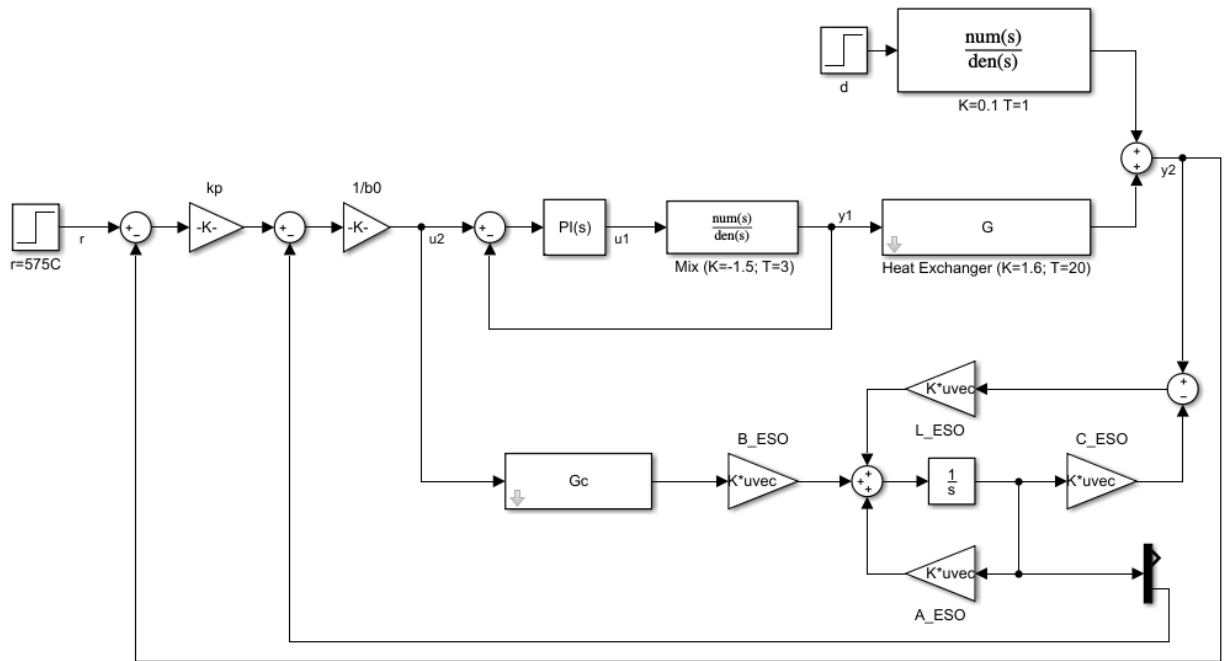 num(s)
den(s)
d
K=0.1 T=1
+
+
y2
kp
1/b0
r
+
−
-K-
+
−
-K-
u2
+
−
PI(s)
u1
num(s)
den(s)
y1
G
r=575C
Mix (K=-1.5; T=3)
Heat Exchanger (K=1.6; T=20)
K*uvec
+
−
L_ESO
B_ESO
C_ESO
Gc
K*uvec
+
+
+
1
s
K*uvec
K*uvec
A_ESO